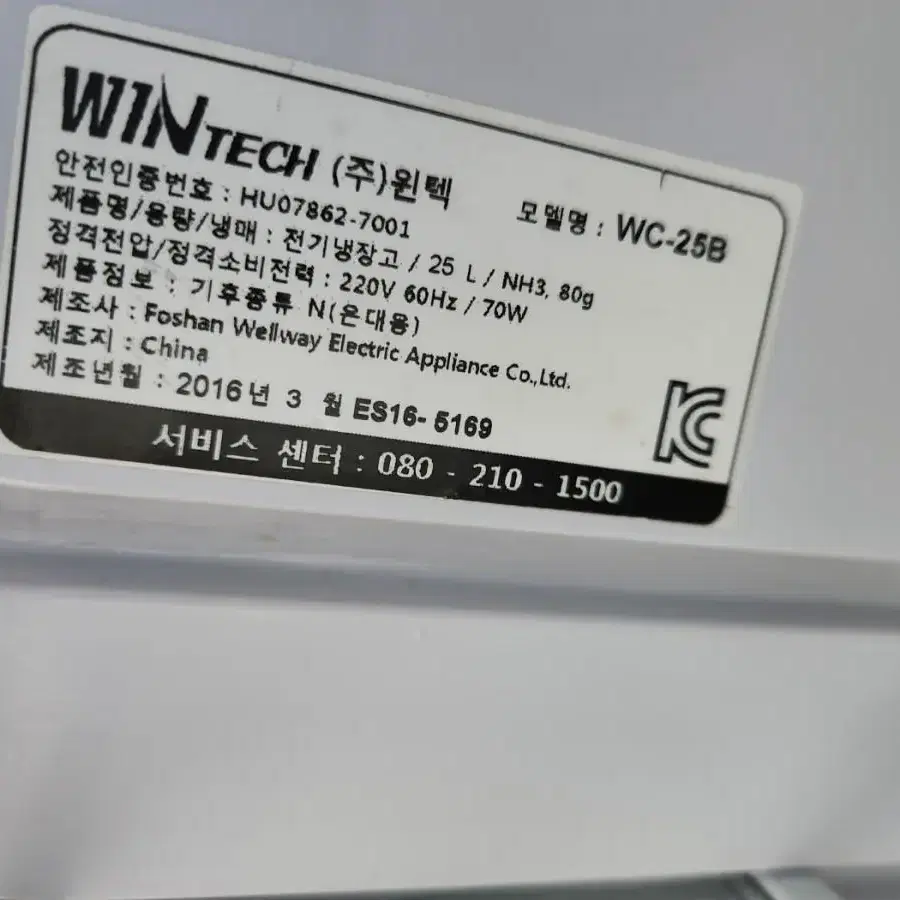 WINTECH (주)윈텍
안전인증번호 : HU07862-7001 모델명 : WC-25B
제품명/용량/냉매 : 전기냉장고 / 25 L / NH3, 80g
정격전압/정격소비전력 : 220V 60Hz / 70W
제품정보 : 기후종류 N(온대용)
제조사 : Foshan Wellway Electric Appliance Co.,Ltd.
제조지 : China
제조년월 : 2016년 3 월 ES16- 5169
서비스 센터 : 080 - 210 - 1500